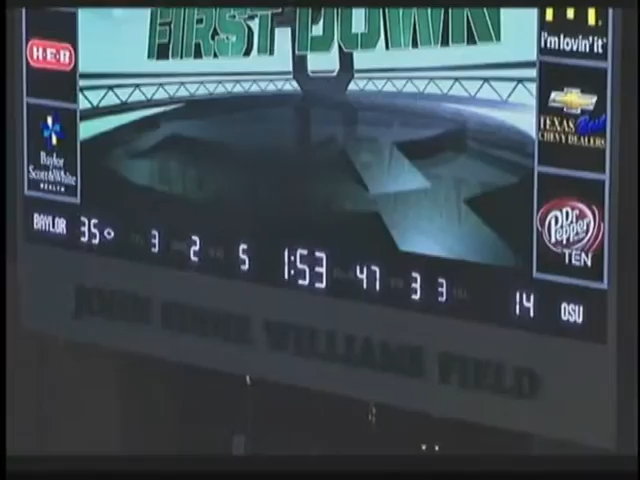 FIRST DOWN
H-E-B
I'm lovin' it
TEXAS Best
CHEVY DEALERS
Baylor
Scott & White
HEALTH
Dr Pepper
TEN
BAYLOR 35 3 2 5 1:53 47 3 3 14 OSU
JOHN EDDIE WILLIAMS FIELD